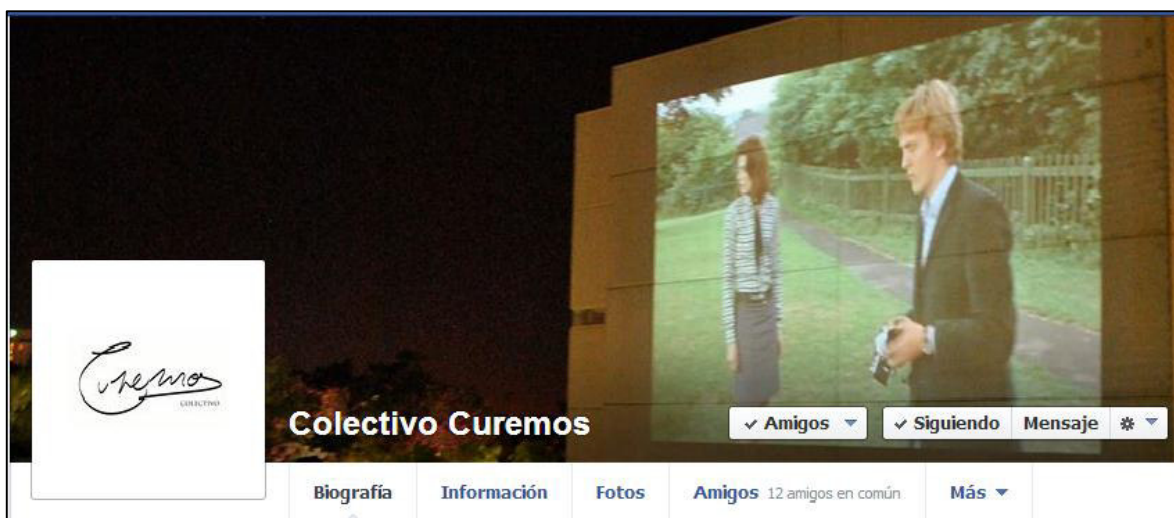 Curemos
COLECTIVO
Colectivo Curemos
Amigos
Siguiendo
Mensaje
Biografía
Información
Fotos
Amigos 12 amigos en común
Más